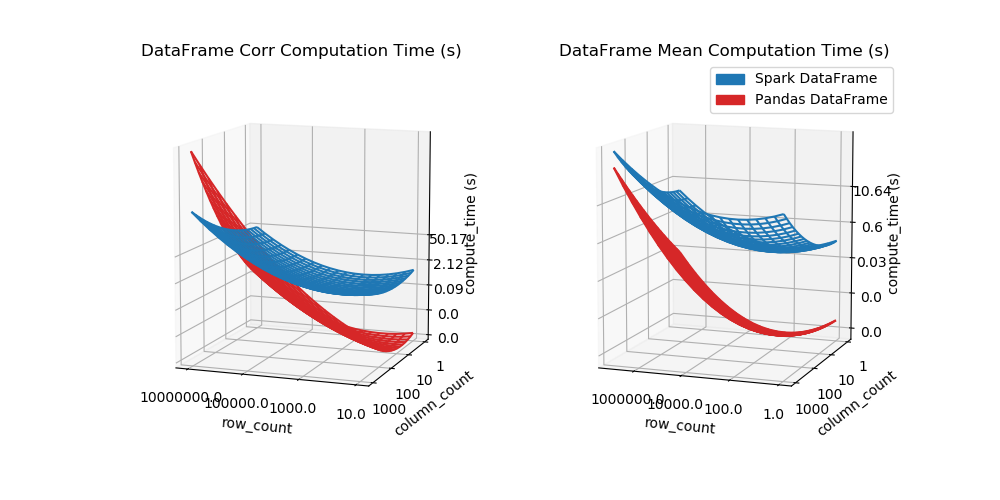 DataFrame Corr Computation Time (s)
50.17
2.12
0.09
0.0
0.0
compute_time (s)
10000000.0
100000.0
1000.0
10.0
row_count
1
10
100
1000
column_count
DataFrame Mean Computation Time (s)
Spark DataFrame
Pandas DataFrame
10.64
0.6
0.03
0.0
0.0
compute_time (s)
1000000.0
10000.0
100.0
1.0
row_count
1
10
100
1000
column_count